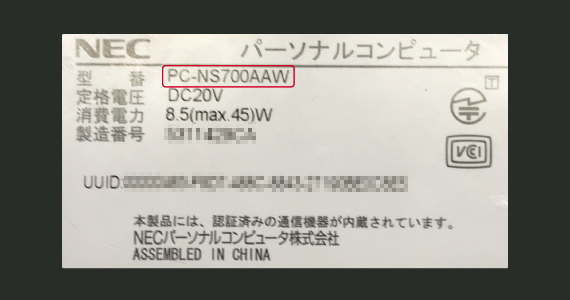 NEC パーソナルコンピュータ
型 番 PC-NS700AAW
定格電圧 DC20V
消費電力 8.5(max.45)W
製造番号
UUID:
本製品には、認証済みの通信機器が内蔵されています。
NECパーソナルコンピュータ株式会社
ASSEMBLED IN CHINA
T
VCI